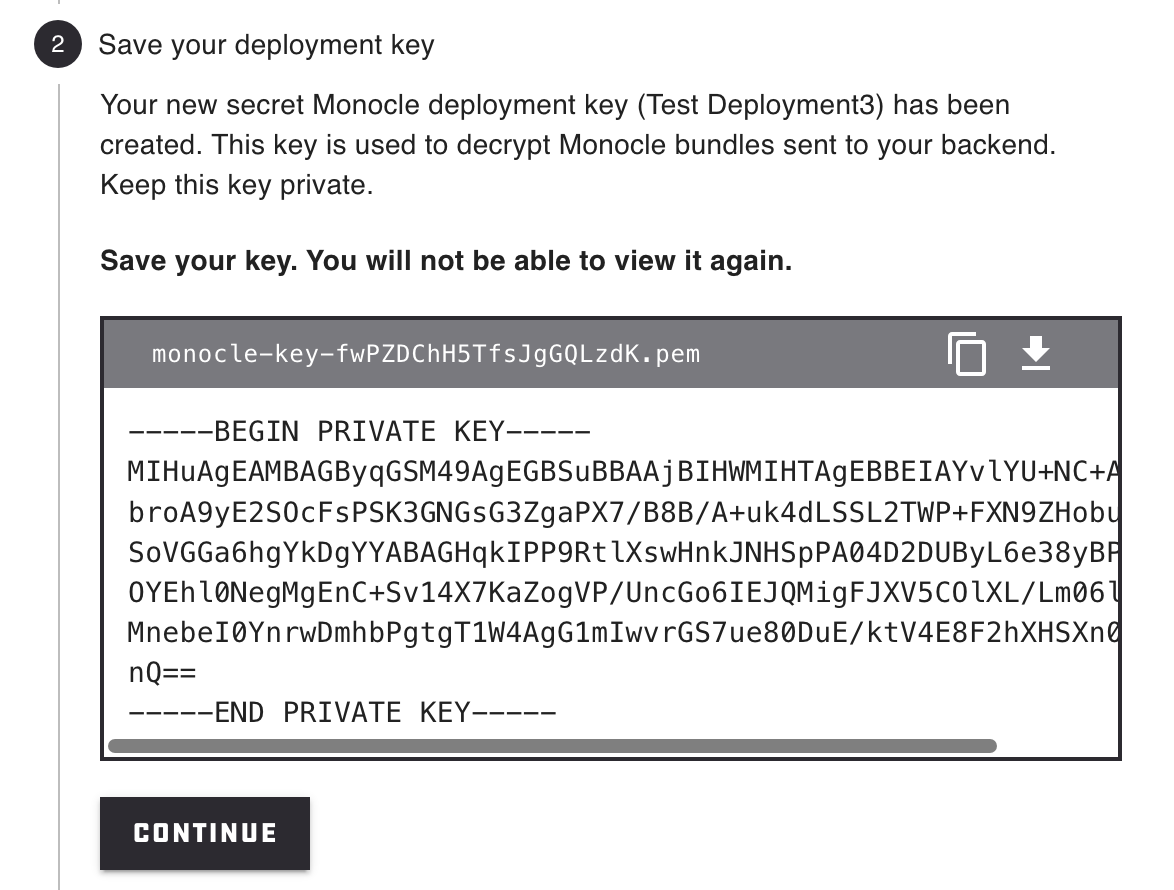 2 Save your deployment key
Your new secret Monocle deployment key (Test Deployment3) has been
created. This key is used to decrypt Monocle bundles sent to your backend.
Keep this key private.
Save your key. You will not be able to view it again.
monocle-key-fwPZDChH5TfsJgGQLzdK.pem
-----BEGIN PRIVATE KEY-----
MIHuAgEAMBAGByqGSM49AgEGBSuBBAAjBIHWMIHTAgEBBEIAYvlYU+NC+A
broA9yE2SOcFsPSK3GNGsG3ZgaPX7/B8B/A+uk4dLSSL2TWP+FXN9ZHobu
SoVGGa6hgYkDgYYABAGHqkIPP9RtlXswHnkJNHSpPA04D2DUByL6e38yBP
OYEhl0NegMgEnC+Sv14X7KaZogVP/UncGo6IEJQMigFJXV5COlXL/Lm06l
MnebeI0YnrwDmhbPgtgT1W4AgG1mIwvrGS7ue80DuE/ktV4E8F2hXHSXn0
nQ==
-----END PRIVATE KEY-----
CONTINUE